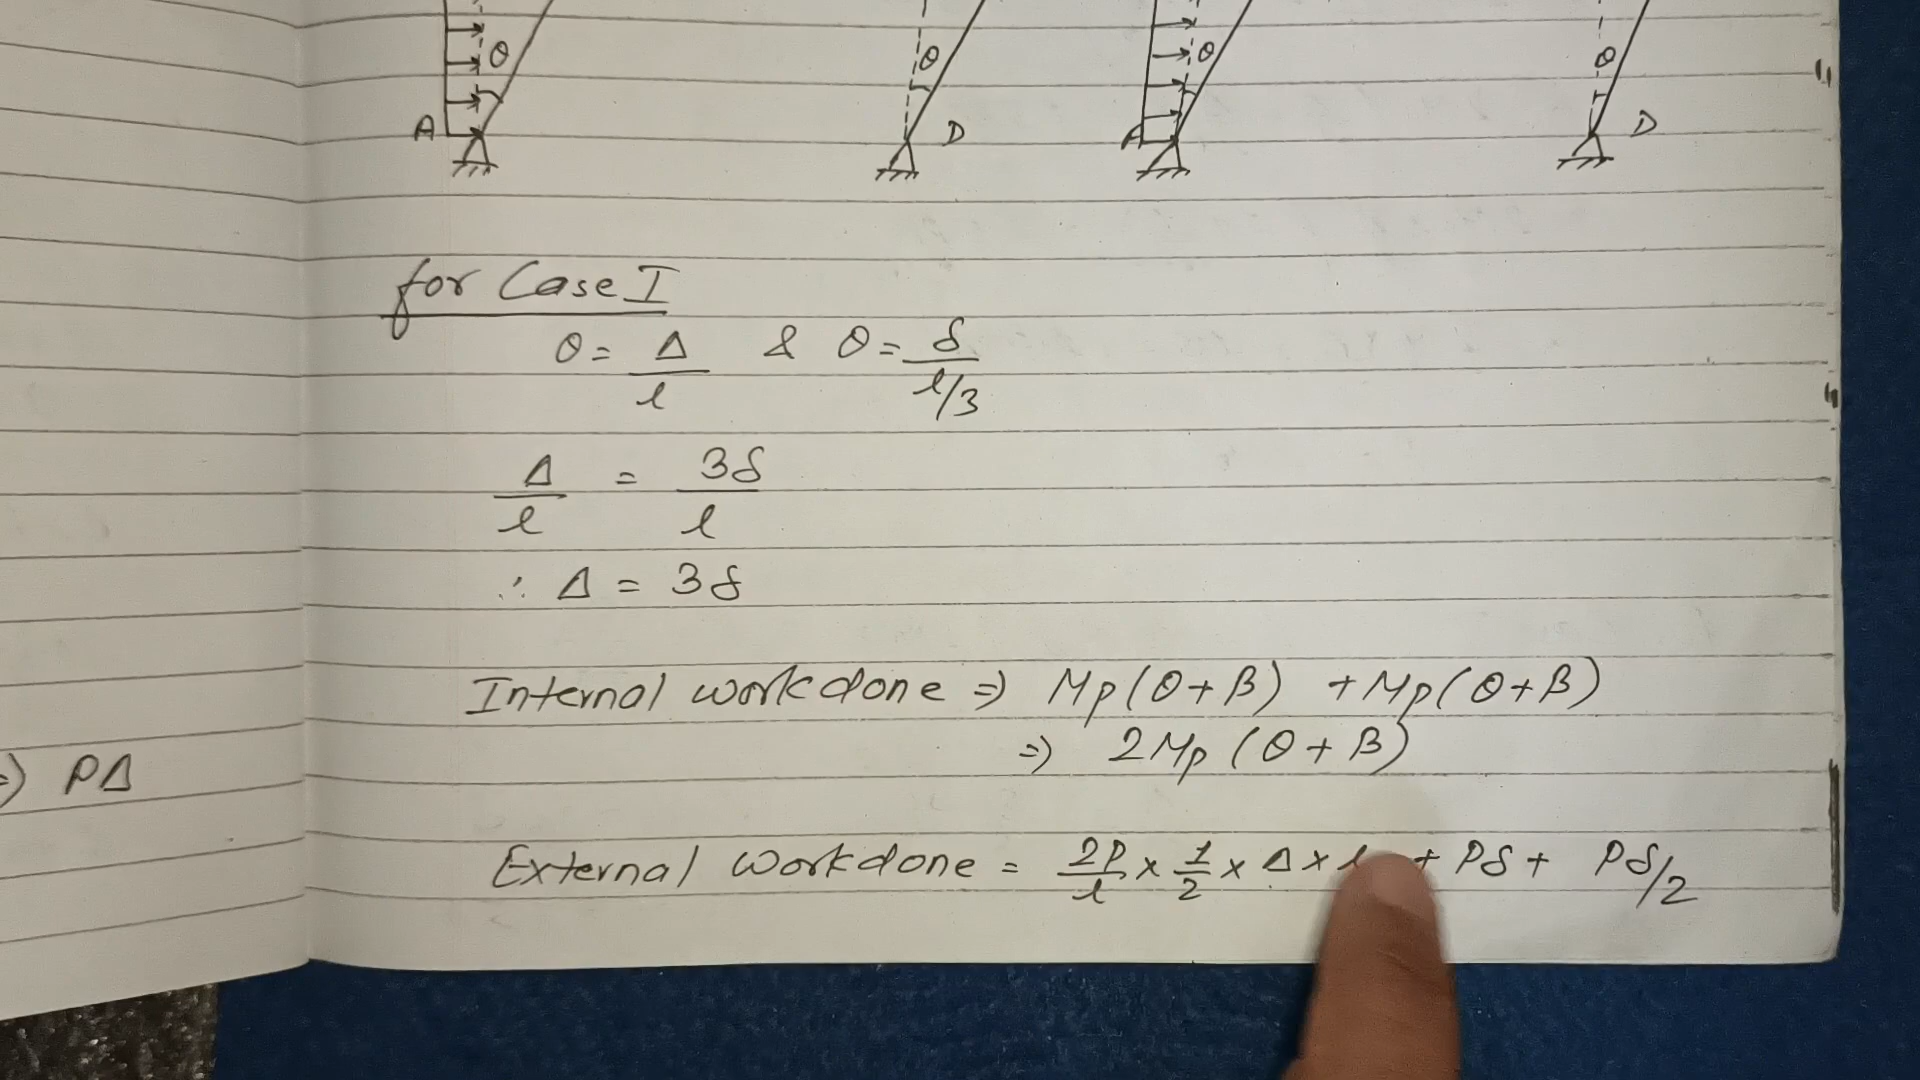 θ θ θ θ
A D A D
for Case I
θ = Δ/l & θ = δ/(l/3)
Δ/l = 3δ/l
∴ Δ = 3δ
Internal workdone ⇒ Mp(θ+β) + Mp(θ+β)
⇒ 2Mp(θ+β)
⇒ PΔ
External workdone = 2P/l × 1/2 × Δ × l + Pδ + Pδ/2